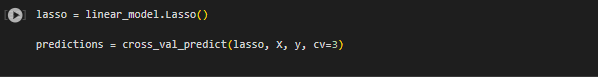 lasso = linear_model.Lasso()
predictions = cross_val_predict(lasso, X, y, cv=3)